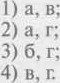 1) а, в;
2) а, г;
3) б, г;
4) в, г.